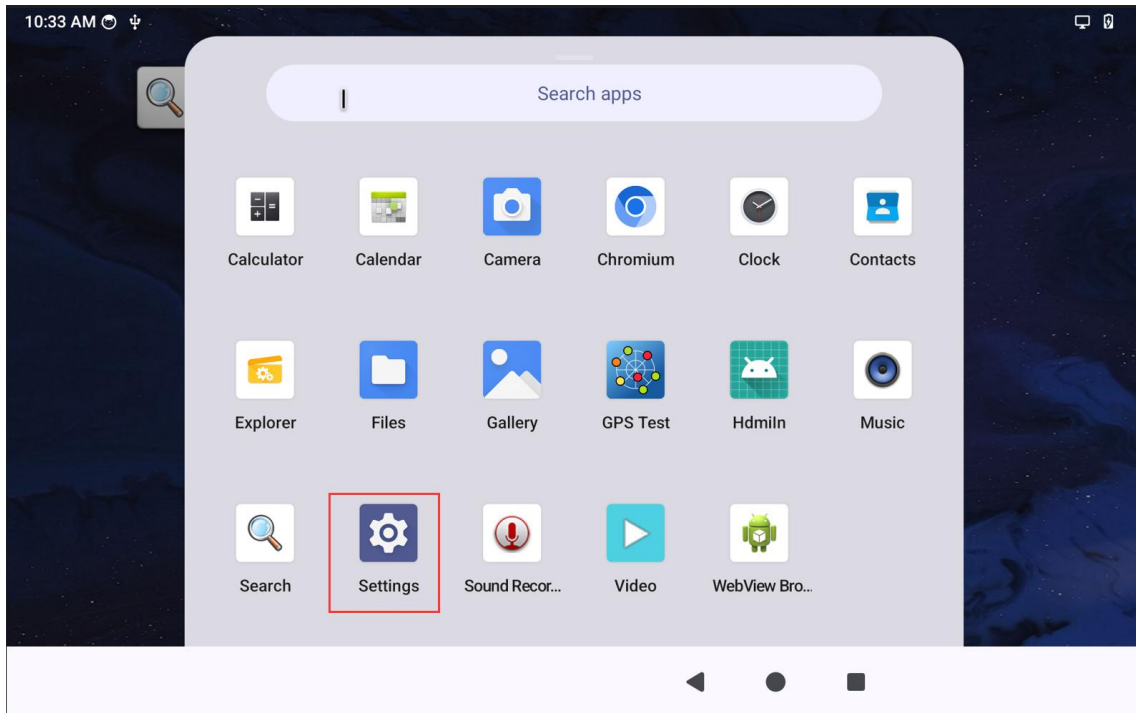 10:33 AM
Search apps
Calculator Calendar Camera Chromium Clock Contacts
Explorer Files Gallery GPS Test HdmiIn Music
Search Settings Sound Recor... Video WebView Bro...